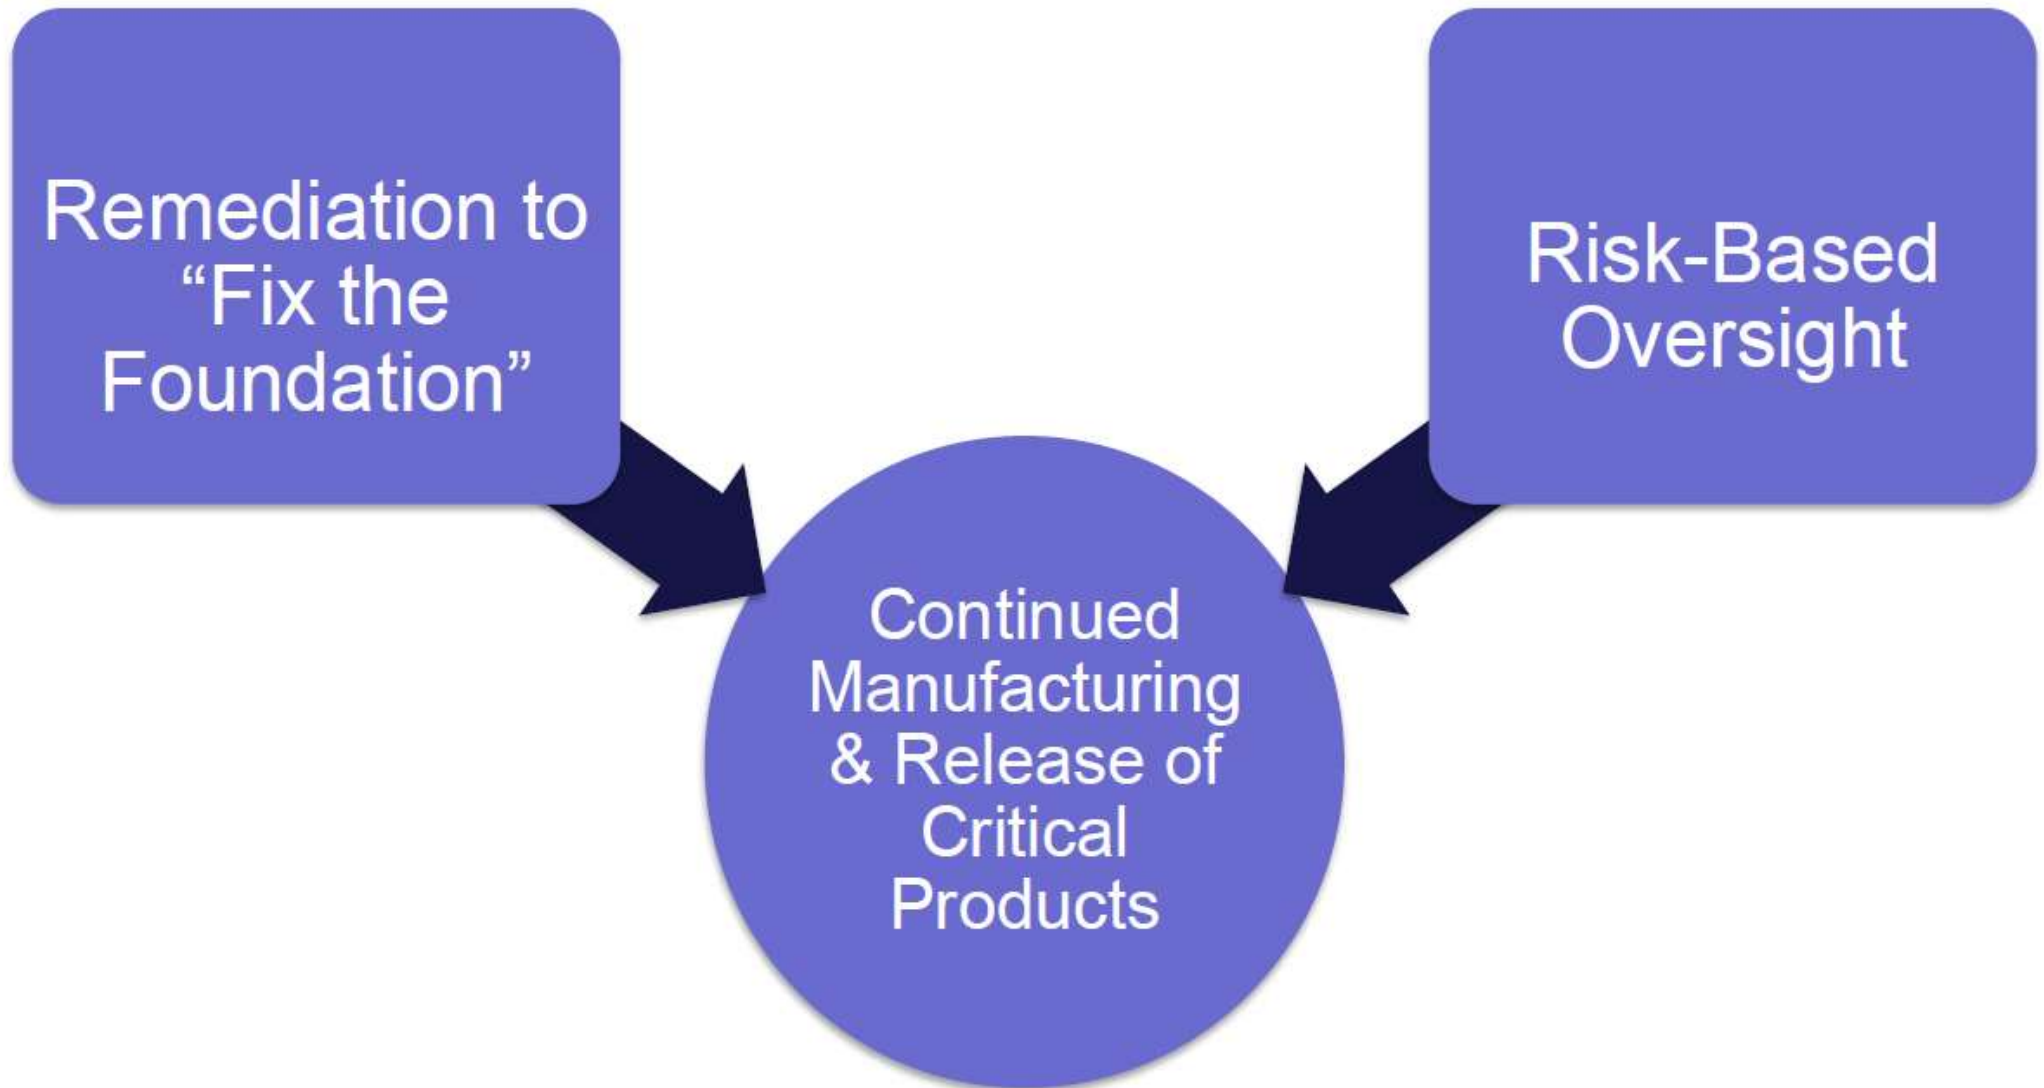 Remediation to
“Fix the
Foundation”
Risk-Based
Oversight
Continued
Manufacturing
& Release of
Critical
Products